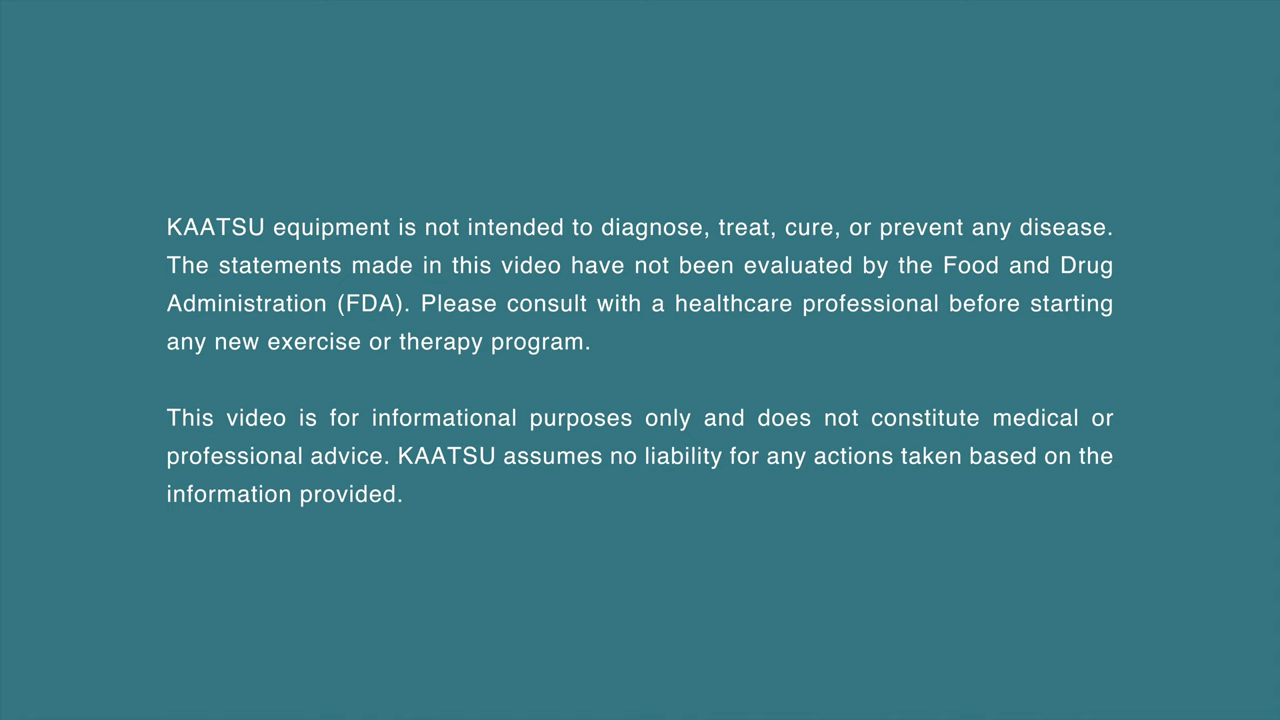 KAATSU equipment is not intended to diagnose, treat, cure, or prevent any disease.
The statements made in this video have not been evaluated by the Food and Drug
Administration (FDA). Please consult with a healthcare professional before starting
any new exercise or therapy program.
This video is for informational purposes only and does not constitute medical or
professional advice. KAATSU assumes no liability for any actions taken based on the
information provided.